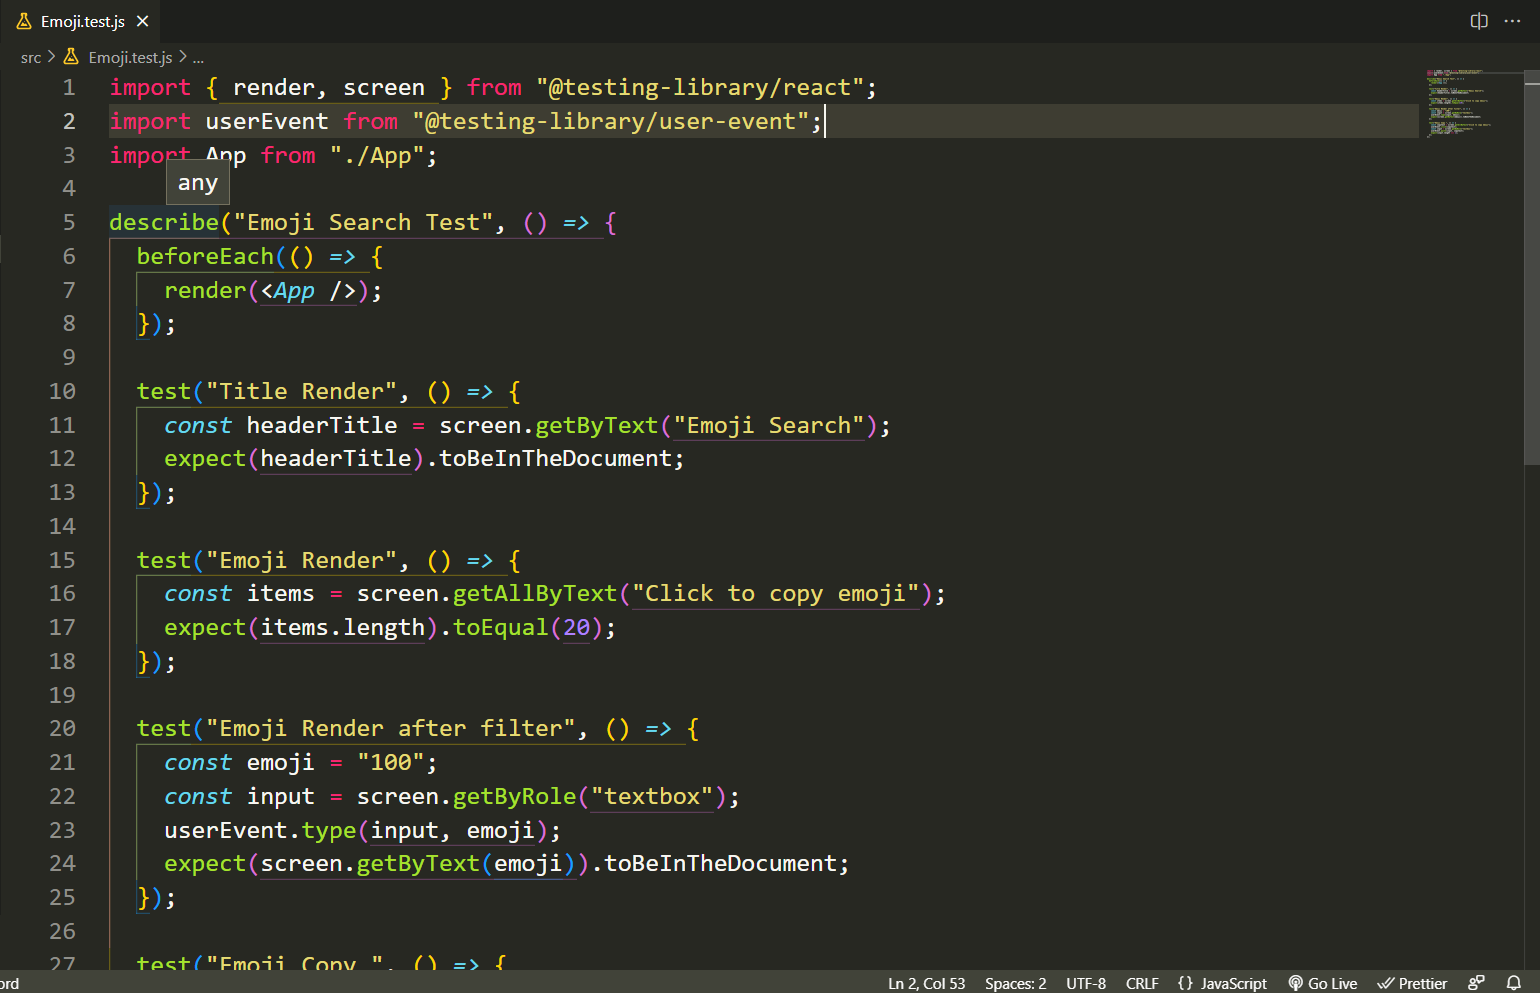 Emoji.test.js
src > Emoji.test.js > ...
1 import { render, screen } from "@testing-library/react";
2 import userEvent from "@testing-library/user-event";
3 import App from "./App";
any
4
5 describe("Emoji Search Test", () => {
6 beforeEach(() => {
7 render(<App />);
8 });
9
10 test("Title Render", () => {
11 const headerTitle = screen.getByText("Emoji Search");
12 expect(headerTitle).toBeInTheDocument;
13 });
14
15 test("Emoji Render", () => {
16 const items = screen.getAllByText("Click to copy emoji");
17 expect(items.length).toEqual(20);
18 });
19
20 test("Emoji Render after filter", () => {
21 const emoji = "100";
22 const input = screen.getByRole("textbox");
23 userEvent.type(input, emoji);
24 expect(screen.getByText(emoji)).toBeInTheDocument;
25 });
26
27 test("Emoji Copy ", () => {
ord Ln 2, Col 53 Spaces: 2 UTF-8 CRLF {} JavaScript Go Live Prettier